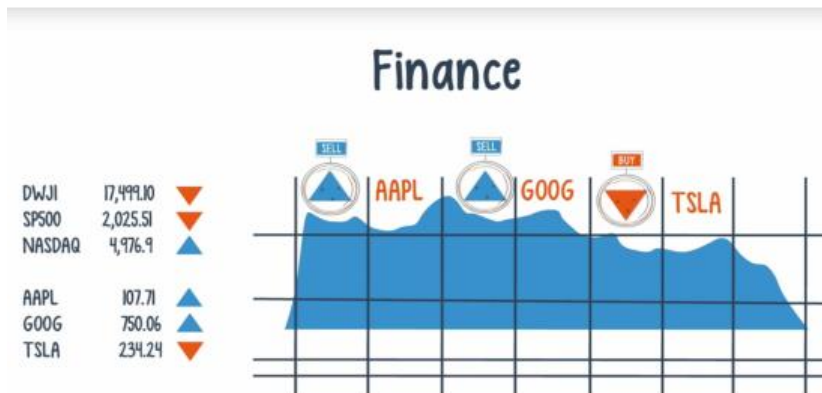 Finance
SELL
SELL
BUY
AAPL
GOOG
TSLA
DWJI 17,499.10
SP500 2,025.51
NASDAQ 4,976.9
AAPL 107.71
GOOG 750.06
TSLA 234.24